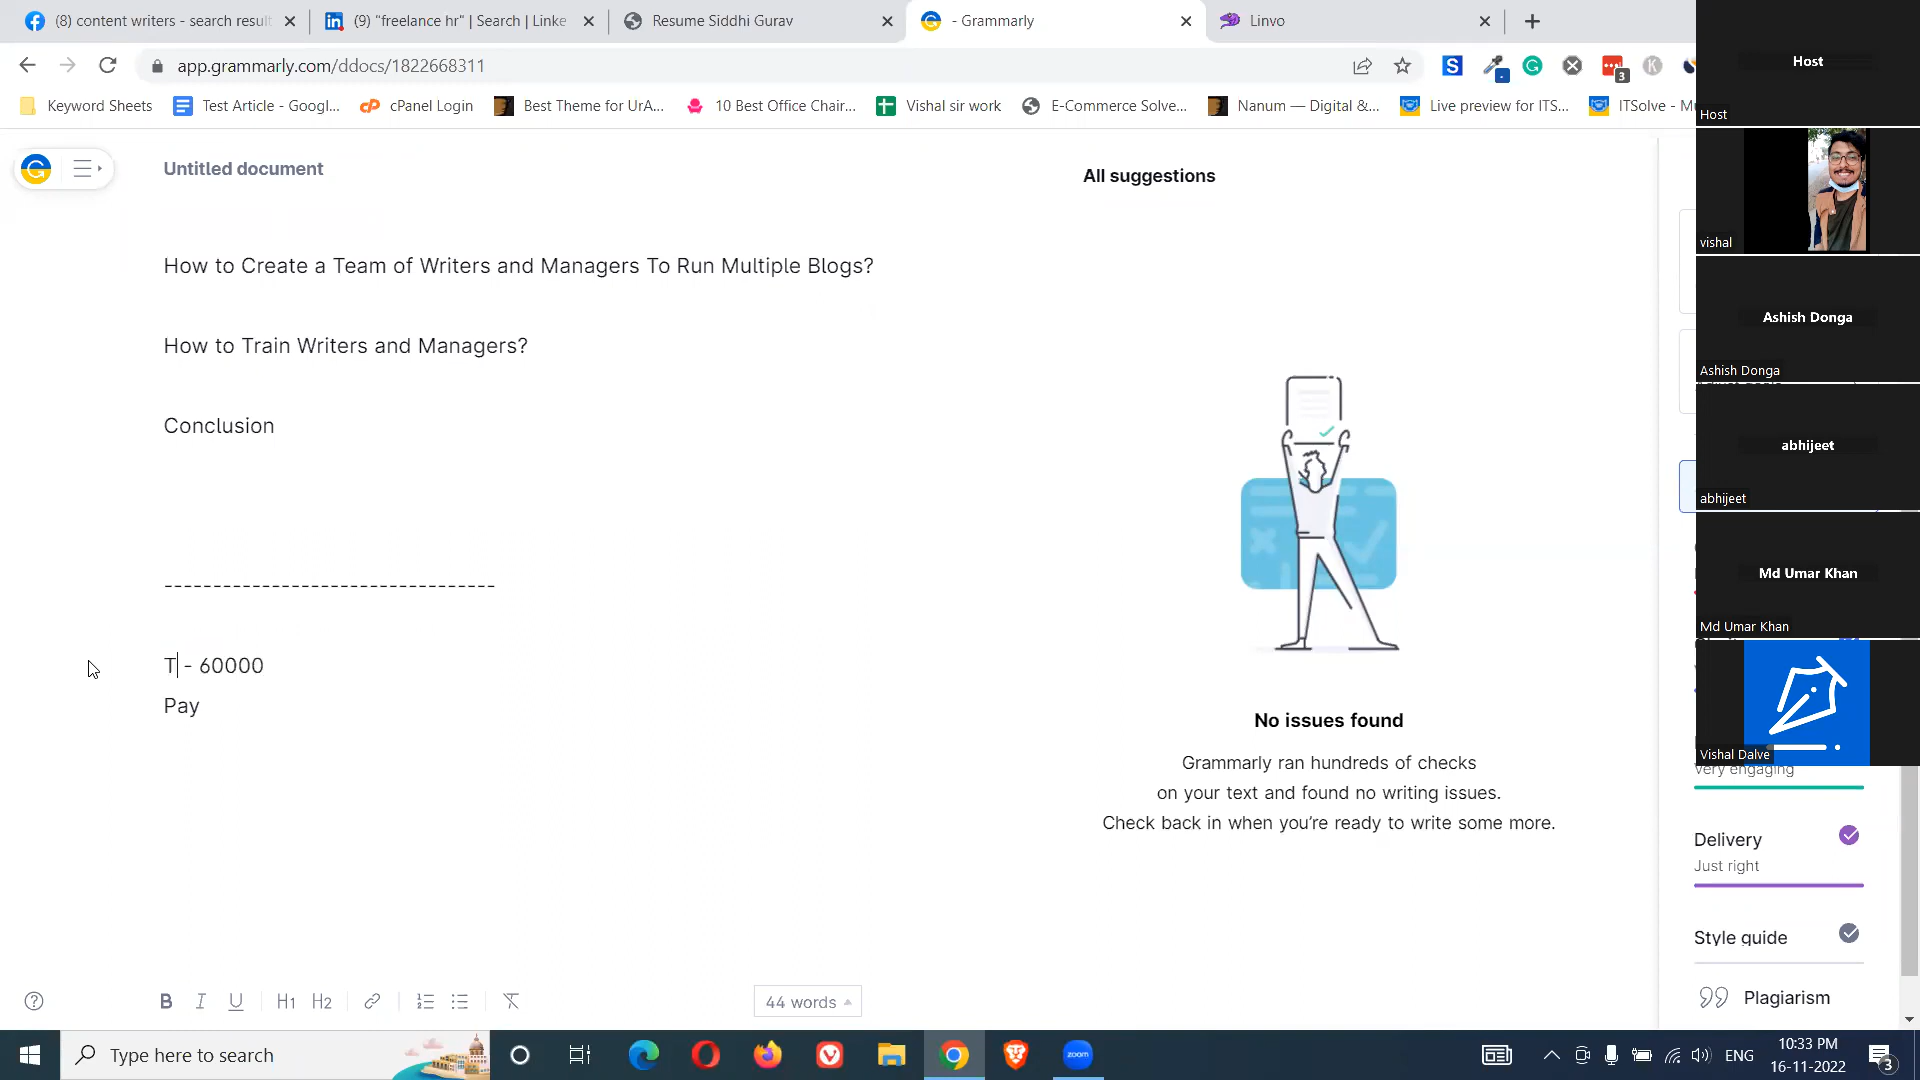 (8) content writers - search result
(9) "freelance hr" | Search | Linke
Resume Siddhi Gurav
- Grammarly
Linvo
app.grammarly.com/ddocs/1822668311
Keyword Sheets
Test Article - Googl...
cPanel Login
Best Theme for UrA...
10 Best Office Chair...
Vishal sir work
E-Commerce Solve...
Nanum — Digital &...
Live preview for ITS...
ITSolve - M
Untitled document
All suggestions
How to Create a Team of Writers and Managers To Run Multiple Blogs?
How to Train Writers and Managers?
Conclusion
----------------------------------
T - 60000
Pay
No issues found
Grammarly ran hundreds of checks
on your text and found no writing issues.
Check back in when you're ready to write some more.
Host
Host
vishal
Ashish Donga
Ashish Donga
abhijeet
abhijeet
Md Umar Khan
Md Umar Khan
Vishal Dalve
Very engaging
Delivery
Just right
Style guide
Plagiarism
B I U H1 H2
44 words
Type here to search
zoom
ENG
10:33 PM
16-11-2022
3